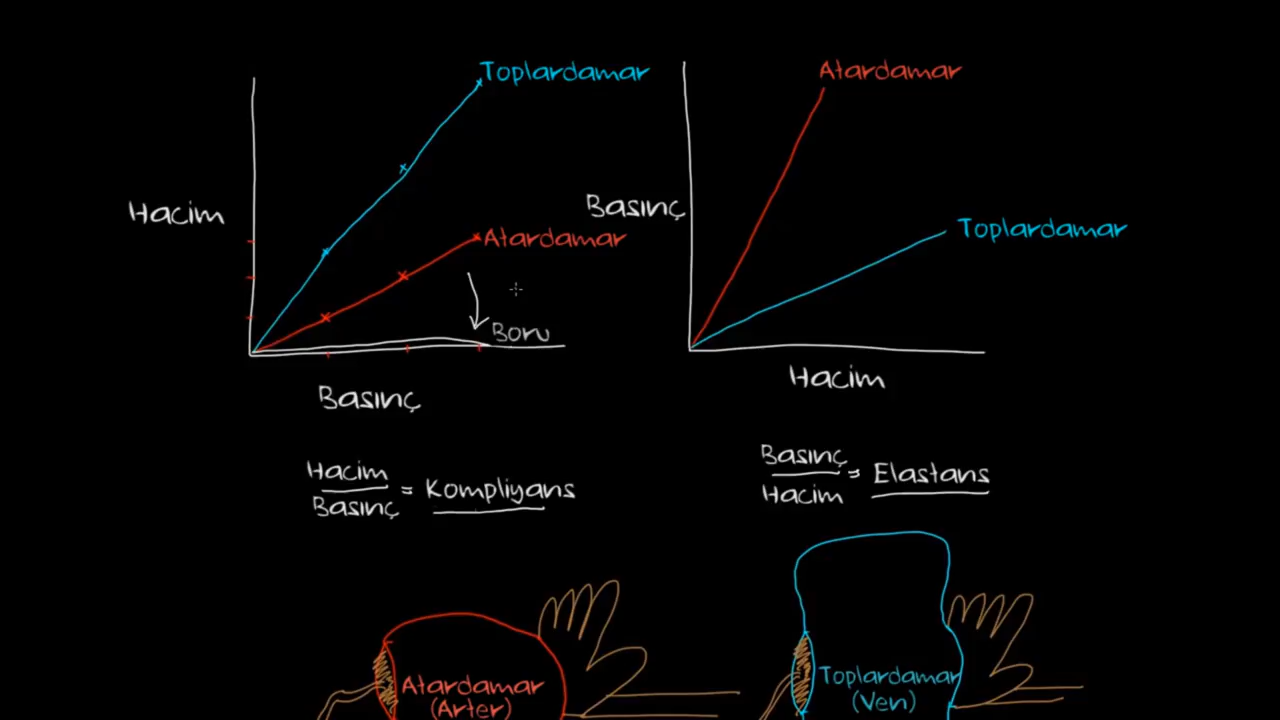 Toplardamar
Atardamar
Hacim
Basınç
Atardamar
Toplardamar
Boru
Hacim
Basınç
Hacim
Basınç
= Kompliyans
Basınç
Hacim
= Elastans
Atardamar
(Arter)
Toplardamar
(Ven)